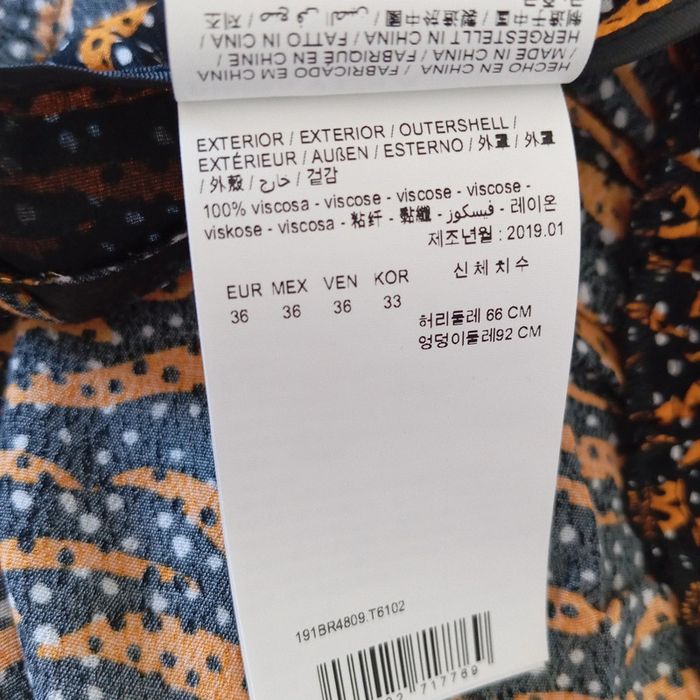 HECHO EN CHINA / FABRICADO EM CHINA
/ MADE IN CHINA / FABRIQUÉ EN CHINE /
HERGESTELLT IN CHINA / FATTO IN CINA /
EXTERIOR / EXTERIOR / OUTERSHELL /
EXTÉRIEUR / AUßEN / ESTERNO / 外罩 / 外罩
/ 外殼 / خارج / 겉감
100% viscosa - viscose - viscose - viscose -
viskose - viscosa - 粘纤 - 黏纖 - فيسكوز - 레이온
제조년월 : 2019.01
EUR MEX VEN KOR 신체치수
36 36 36 33
허리둘레 66 CM
엉덩이둘레92 CM
191BR4809.T6102
717769